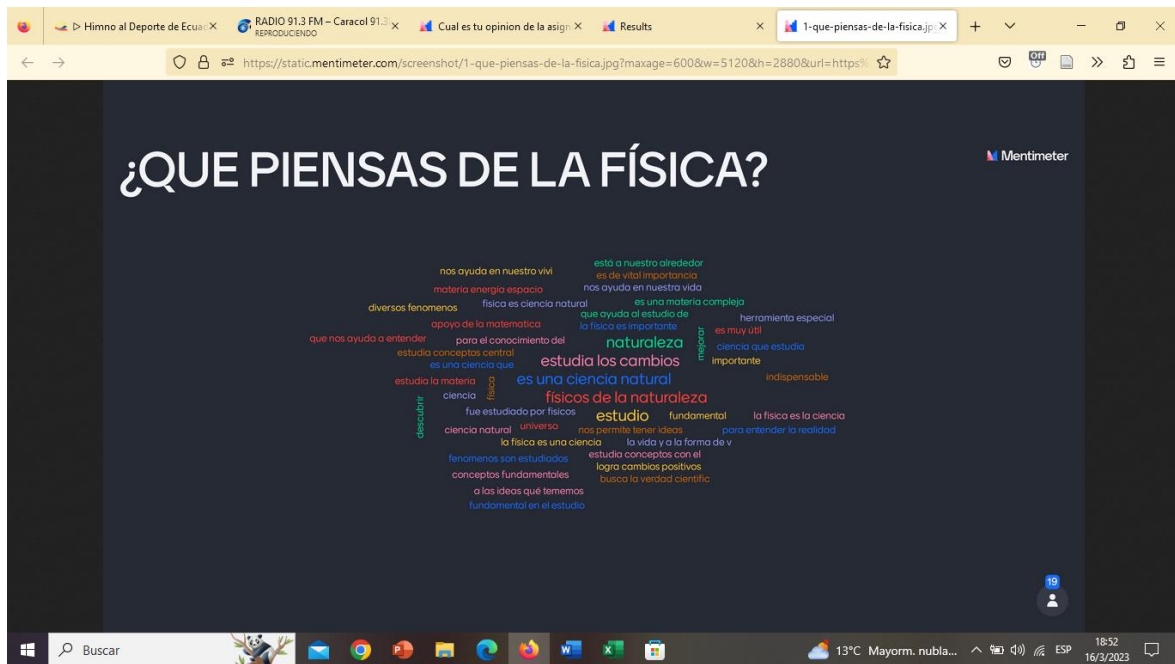 ▷ Himno al Deporte de Ecuad
RADIO 91.3 FM – Caracol 91.3
REPRODUCIENDO
Cual es tu opinion de la asign
Results
1-que-piensas-de-la-fisica.jp
https://static.mentimeter.com/screenshot/1-que-piensas-de-la-fisica.jpg?maxage=600&w=5120&h=2880&url=https%
Off
¿QUE PIENSAS DE LA FÍSICA?
Mentimeter
está a nuestro alrededor
nos ayuda en nuestro vivi
es de vital importancia
materia energía espacio
nos ayuda en nuestra vida
diversos fenomenos
física es ciencia natural
es una materia compleja
que ayuda al estudio de
herramienta especial
apoyo de la matematica
la física es importante
es muy útil
que nos ayuda a entender
para el conocimiento del
naturaleza
mejorar
ciencia que estudia
estudia conceptos central
es una ciencia que
estudia los cambios
importante
estudia la materia
física
es una ciencia natural
indispensable
descubrir
ciencia
físicos de la naturaleza
fue estudiado por físicos
estudio
fundamental
la física es la ciencia
ciencia natural
universo
nos permite tener ideas
para entender la realidad
la física es una ciencia
la vida y a la forma de v
fenomenos son estudiados
estudia conceptos con el
logra cambios positivos
conceptos fundamentales
busca la verdad cientific
a las ideas qué tememos
fundamental en el estudio
19
Buscar
13°C Mayorm. nubla...
ESP
18:52
16/3/2023